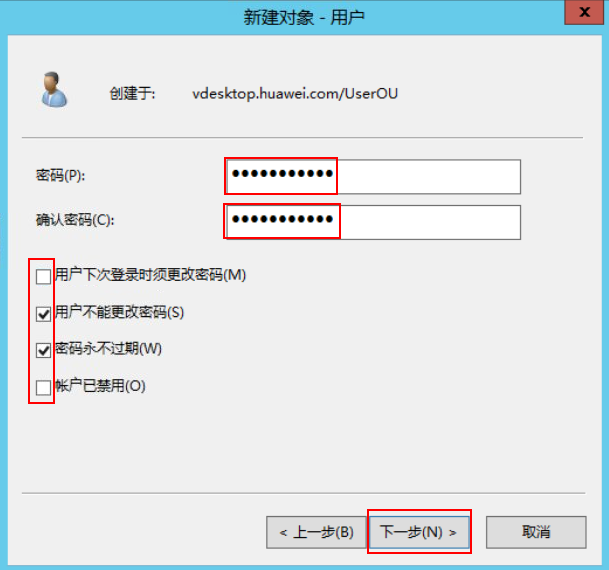 新建对象 - 用户
x
创建于: vdesktop.huawei.com/UserOU
密码(P): ●●●●●●●●●●●
确认密码(C): ●●●●●●●●●●●
用户下次登录时须更改密码(M)
用户不能更改密码(S)
密码永不过期(W)
帐户已禁用(O)
< 上一步(B) 下一步(N) > 取消